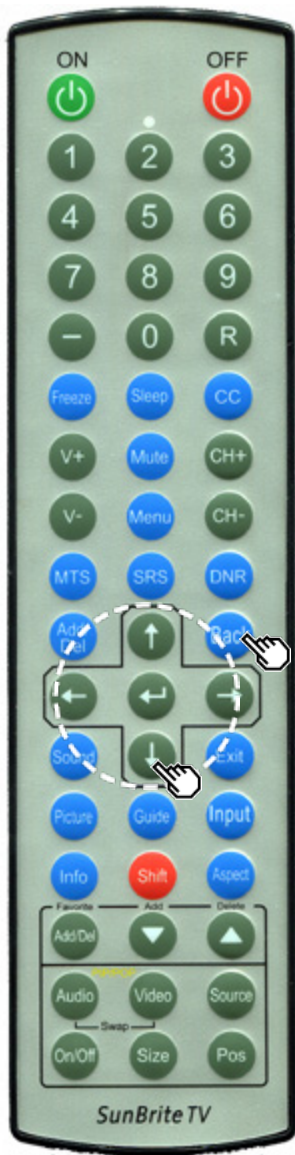 ON OFF
1 2 3
4 5 6
7 8 9
- 0 R
Freeze Sleep CC
V+ Mute CH+
V- Menu CH-
MTS SRS DNR
Add Del Back
Sound Exit
Picture Guide Input
Info Shift Aspect
Favorite Add Delete
Add/Del
Audio Video Source
Swap
On/Off Size Pos
SunBrite TV